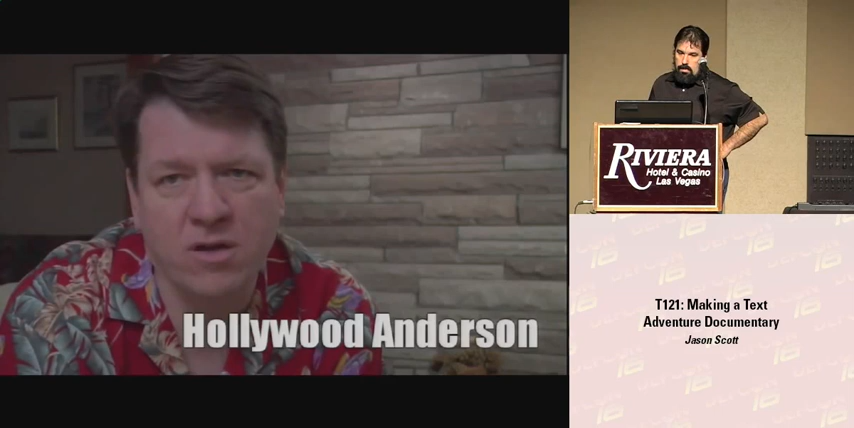 Hollywood Anderson
RIVIERA
Hotel & Casino
Las Vegas
T121: Making a Text
Adventure Documentary
Jason Scott